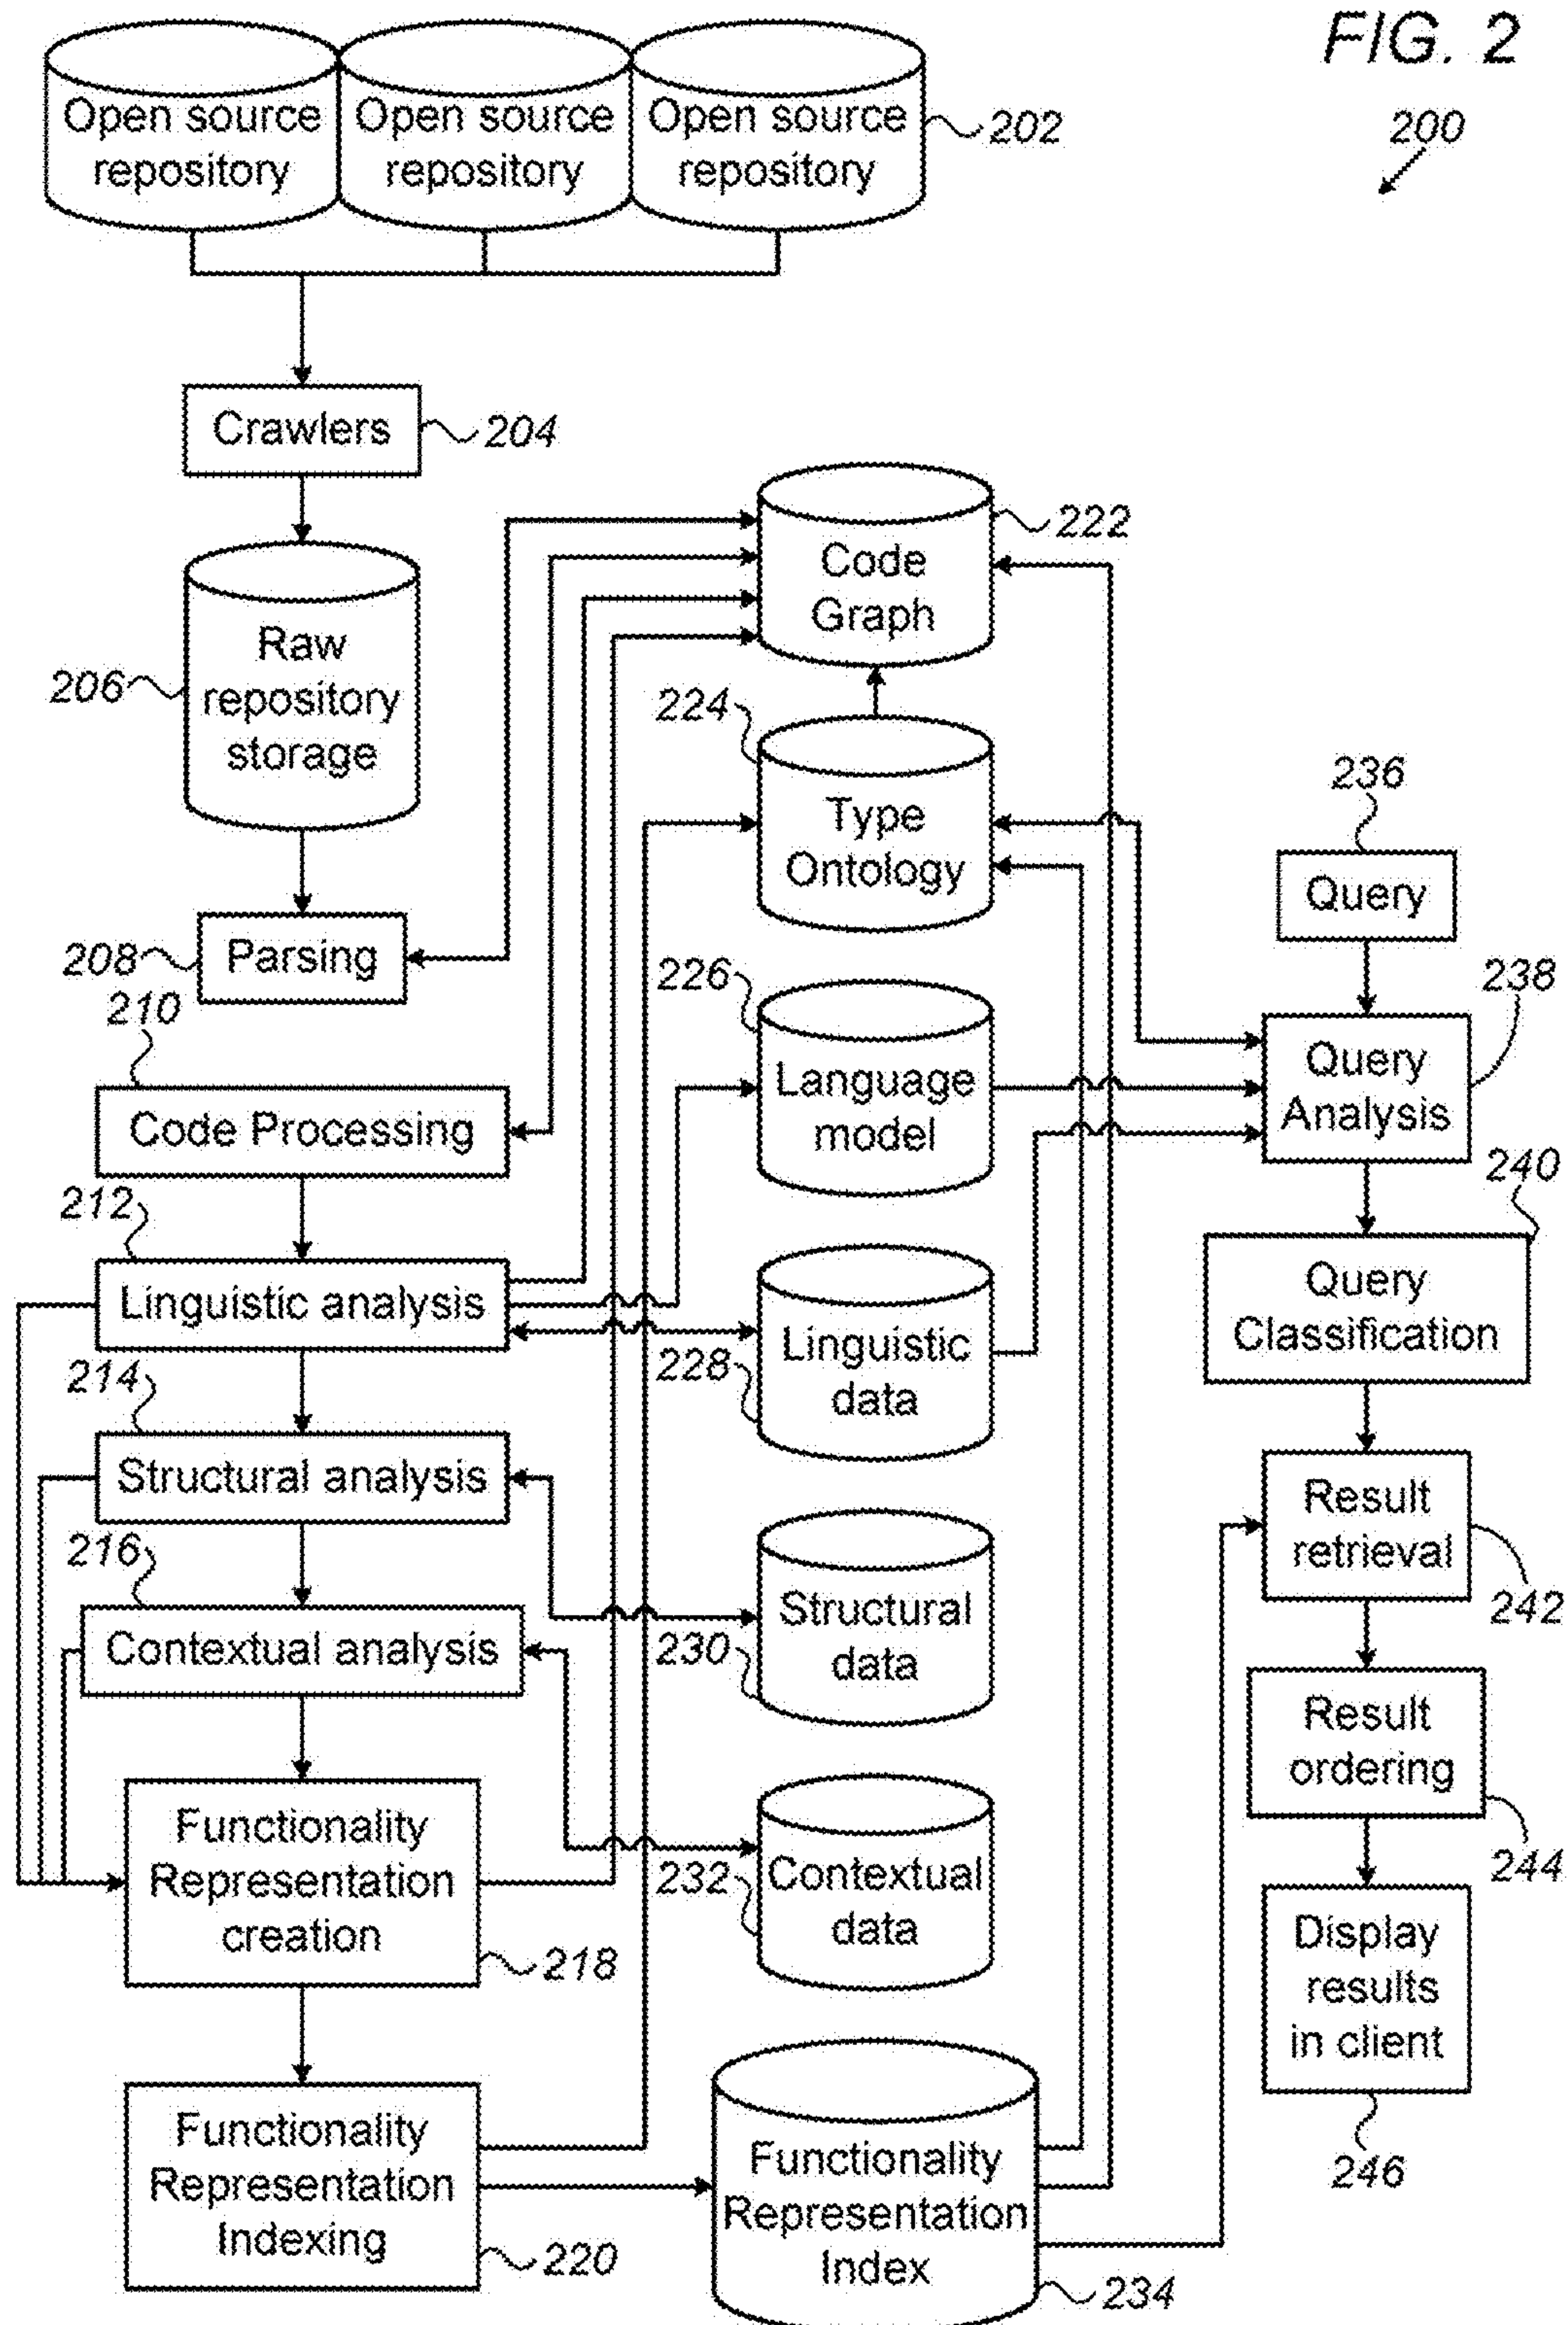 FIG. 2
200
Open source
repository
Open source
repository
Open source
repository
202
Crawlers
204
Raw
repository
storage
206
Parsing
208
210
Code Processing
212
Linguistic analysis
214
Structural analysis
216
Contextual analysis
Functionality
Representation
creation
218
Functionality
Representation
Indexing
220
Code
Graph
222
224
Type
Ontology
226
Language
model
Linguistic
data
228
Structural
data
230
Contextual
data
232
Functionality
Representation
Index
234
236
Query
238
Query
Analysis
240
Query
Classification
Result
retrieval
242
Result
ordering
244
Display
results
in client
246